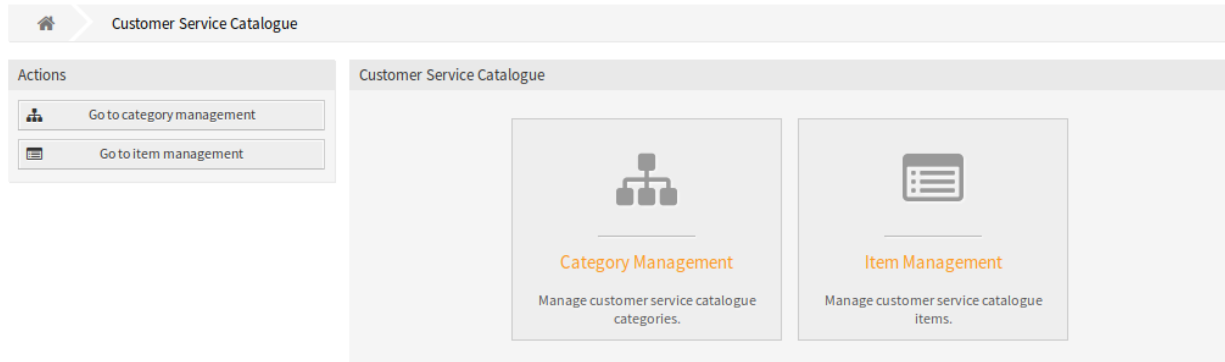 Customer Service Catalogue
Actions
Go to category management
Go to item management
Customer Service Catalogue
Category Management
Manage customer service catalogue
categories.
Item Management
Manage customer service catalogue
items.